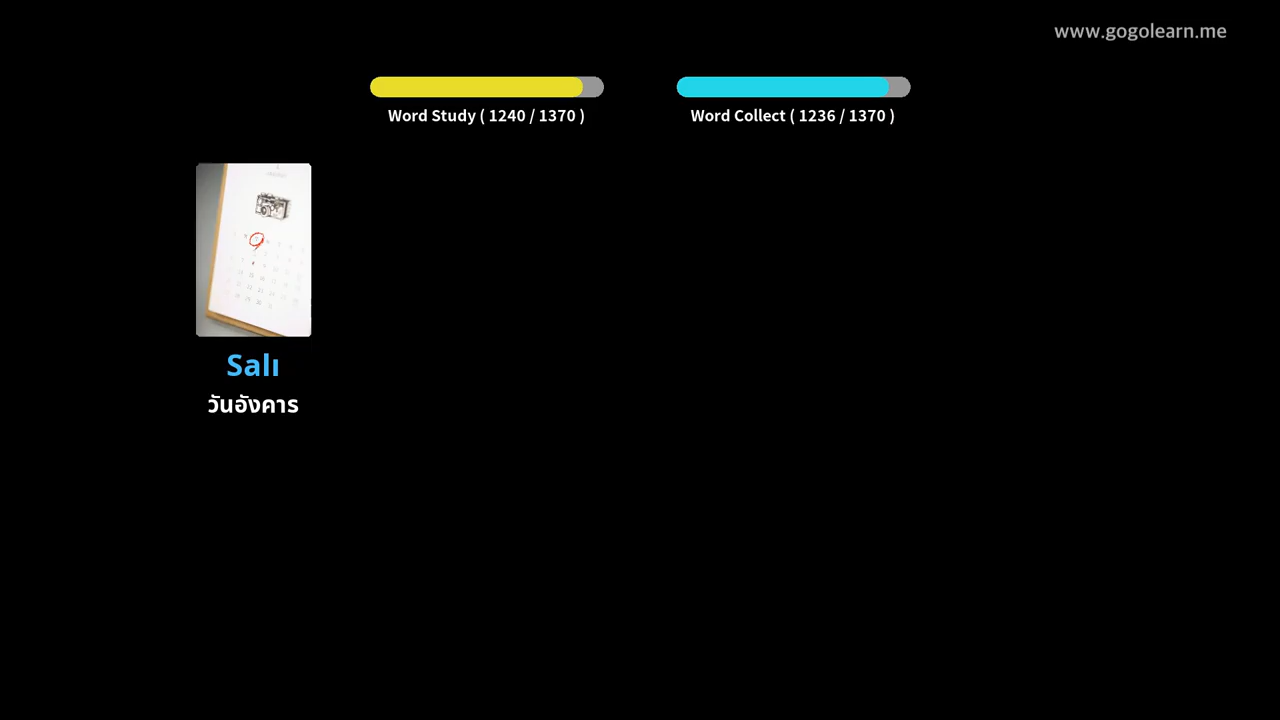 www.gogolearn.me
Word Study ( 1240 / 1370 )
Word Collect ( 1236 / 1370 )
Salı
วันอังคาร